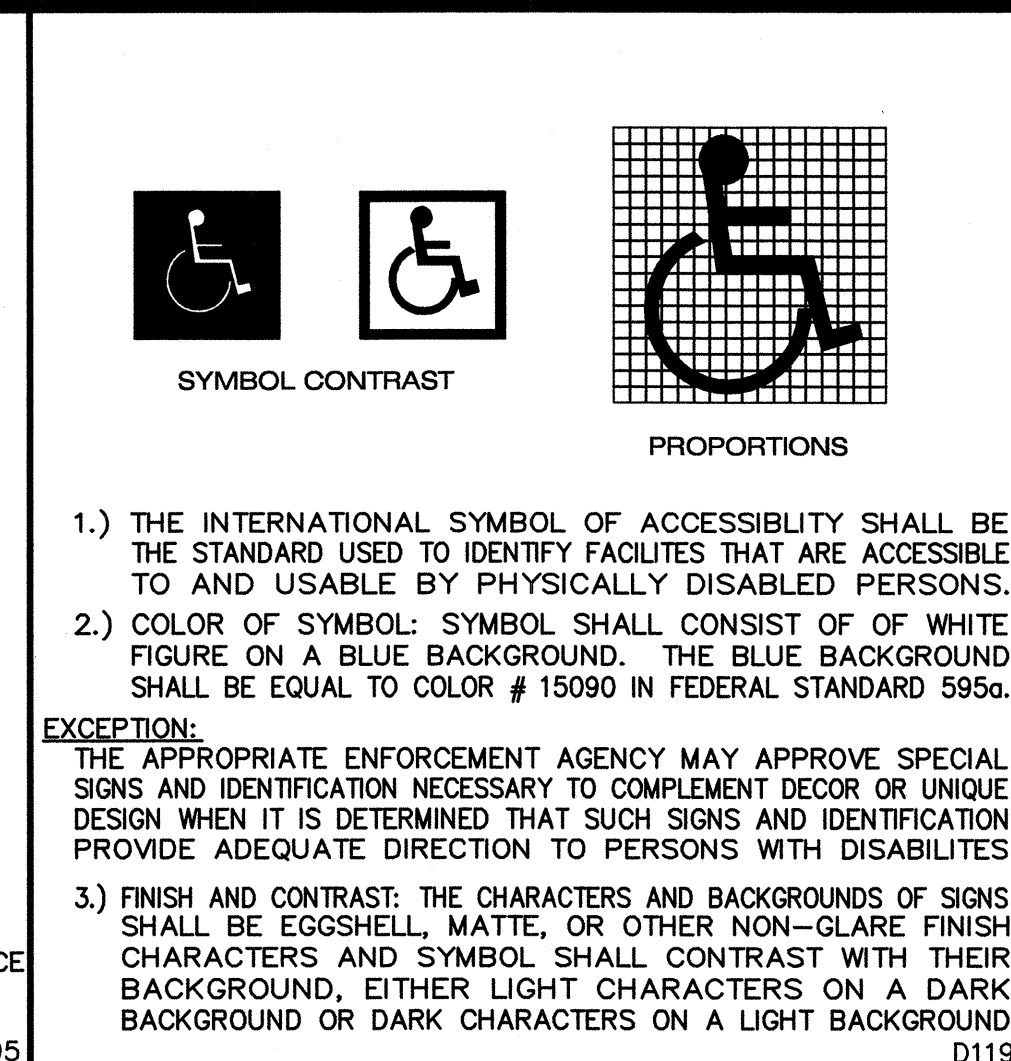 SYMBOL CONTRAST
PROPORTIONS
1.) THE INTERNATIONAL SYMBOL OF ACCESSIBLITY SHALL BE
THE STANDARD USED TO IDENTIFY FACILITES THAT ARE ACCESSIBLE
TO AND USABLE BY PHYSICALLY DISABLED PERSONS.
2.) COLOR OF SYMBOL: SYMBOL SHALL CONSIST OF OF WHITE
FIGURE ON A BLUE BACKGROUND. THE BLUE BACKGROUND
SHALL BE EQUAL TO COLOR # 15090 IN FEDERAL STANDARD 595a.
EXCEPTION:
THE APPROPRIATE ENFORCEMENT AGENCY MAY APPROVE SPECIAL
SIGNS AND IDENTIFICATION NECESSARY TO COMPLEMENT DECOR OR UNIQUE
DESIGN WHEN IT IS DETERMINED THAT SUCH SIGNS AND IDENTIFICATION
PROVIDE ADEQUATE DIRECTION TO PERSONS WITH DISABILITES
3.) FINISH AND CONTRAST: THE CHARACTERS AND BACKGROUNDS OF SIGNS
SHALL BE EGGSHELL, MATTE, OR OTHER NON-GLARE FINISH
CHARACTERS AND SYMBOL SHALL CONTRAST WITH THEIR
BACKGROUND, EITHER LIGHT CHARACTERS ON A DARK
BACKGROUND OR DARK CHARACTERS ON A LIGHT BACKGROUND
D119